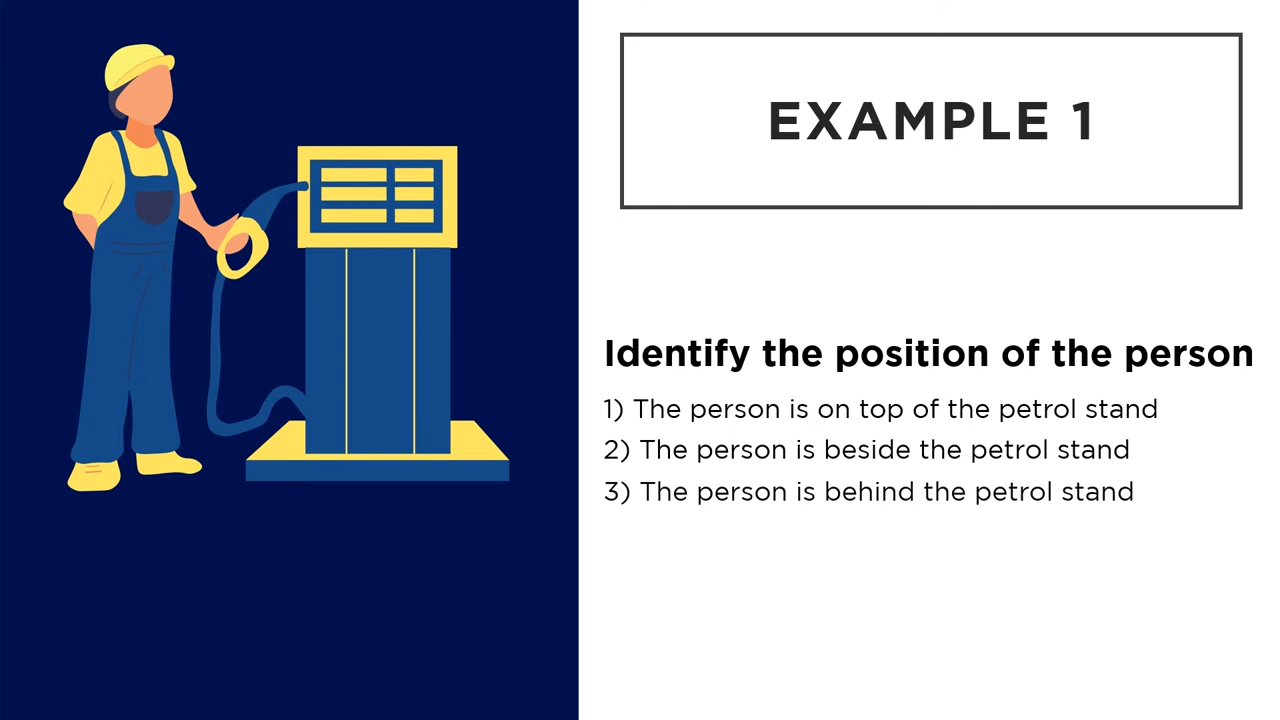 EXAMPLE 1
Identify the position of the person
1) The person is on top of the petrol stand
2) The person is beside the petrol stand
3) The person is behind the petrol stand